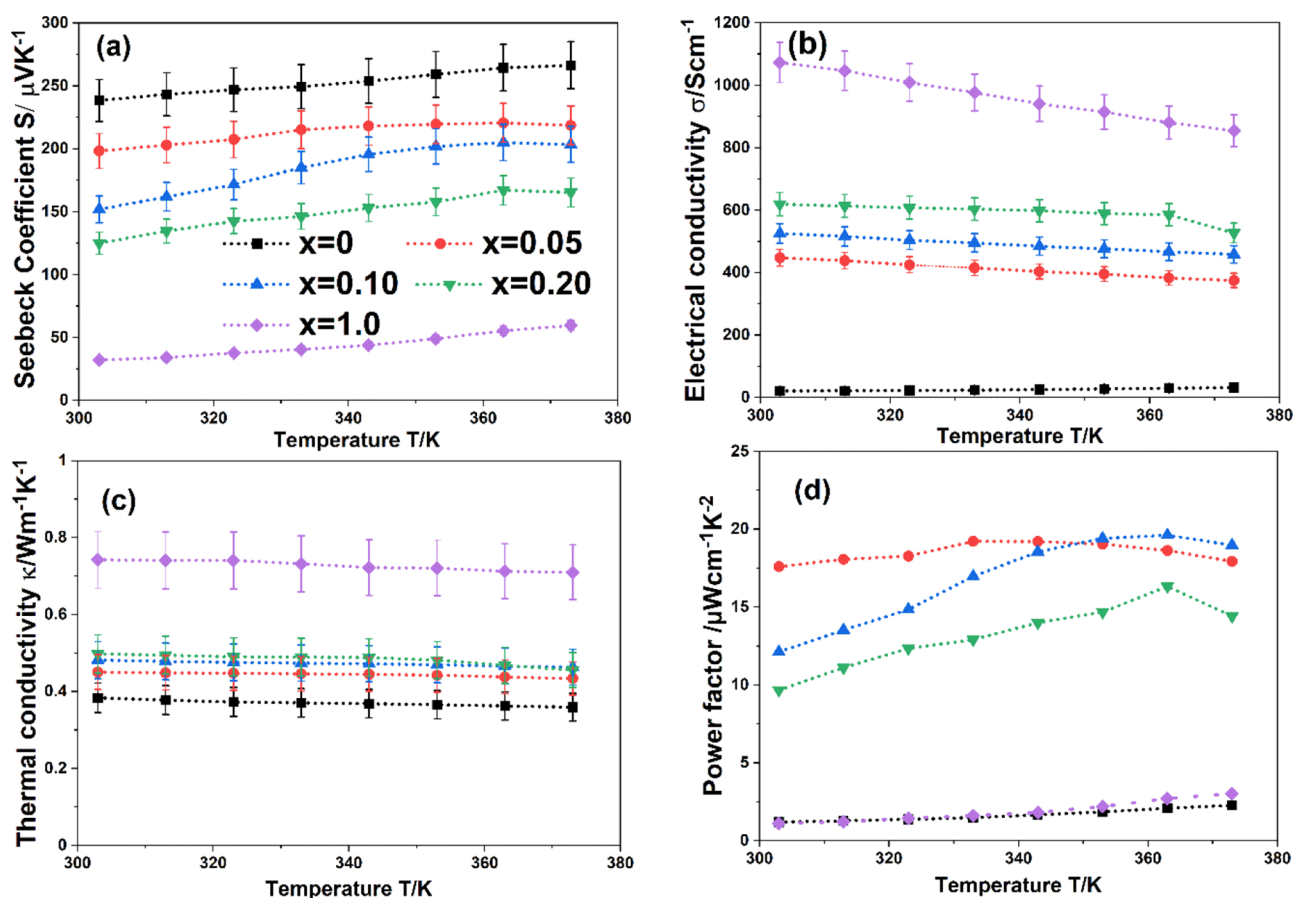 (a)
Seebeck Coefficient S/ μVK⁻¹
300
250
200
150
100
50
0
x=0 x=0.05
x=0.10 x=0.20
x=1.0
300 320 340 360 380
Temperature T/K
(b)
Electrical conductivity σ/Scm⁻¹
1200
1000
800
600
400
200
0
300 320 340 360 380
Temperature T/K
(c)
Thermal conductivity κ/Wm⁻¹K⁻¹
1
0.8
0.6
0.4
0.2
0
300 320 340 360 380
Temperature T/K
(d)
Power factor /μWcm⁻¹K⁻²
25
20
15
10
5
0
300 320 340 360 380
Temperature T/K